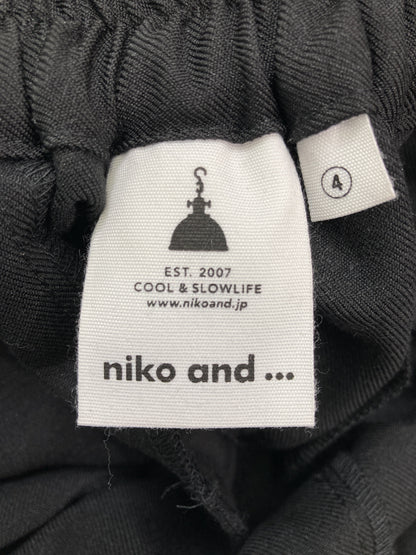 4
EST. 2007
COOL & SLOWLIFE
www.nikoand.jp
niko and ...